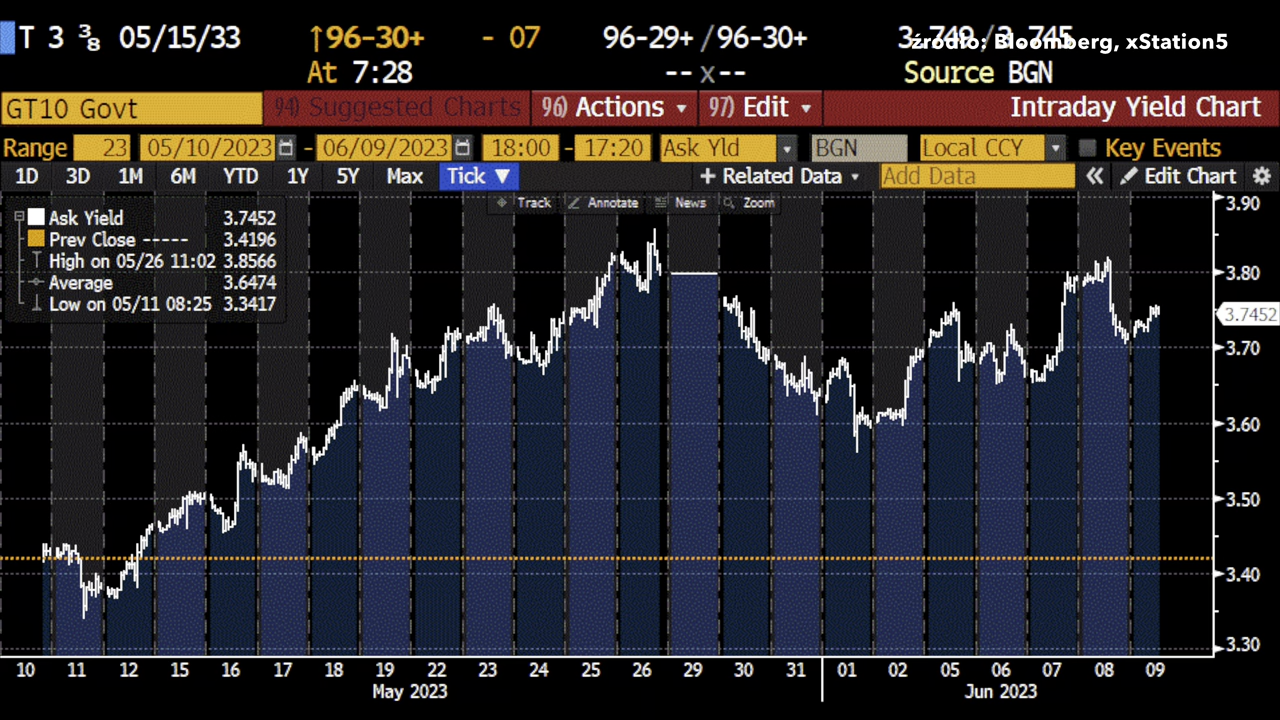 T 3 ⅜ 05/15/33 ↑96-30+ - 07 96-29+ /96-30+ 3.749 /3.745
źródło: Bloomberg, xStation5
At 7:28 -- x -- Source BGN
GT10 Govt 94) Suggested Charts 96) Actions 97) Edit Intraday Yield Chart
Range 23 05/10/2023 - 06/09/2023 18:00 - 17:20 Ask Yld BGN Local CCY Key Events
1D 3D 1M 6M YTD 1Y 5Y Max Tick ▼ + Related Data Add Data « Edit Chart
Track Annotate News Zoom
Ask Yield 3.7452
Prev Close ----- 3.4196
High on 05/26 11:02 3.8566
Average 3.6474
Low on 05/11 08:25 3.3417
3.90
3.80
3.7452
3.70
3.60
3.50
3.40
3.30
10 11 12 15 16 17 18 19 22 23 24 25 26 29 30 31 01 02 05 06 07 08 09
May 2023 Jun 2023